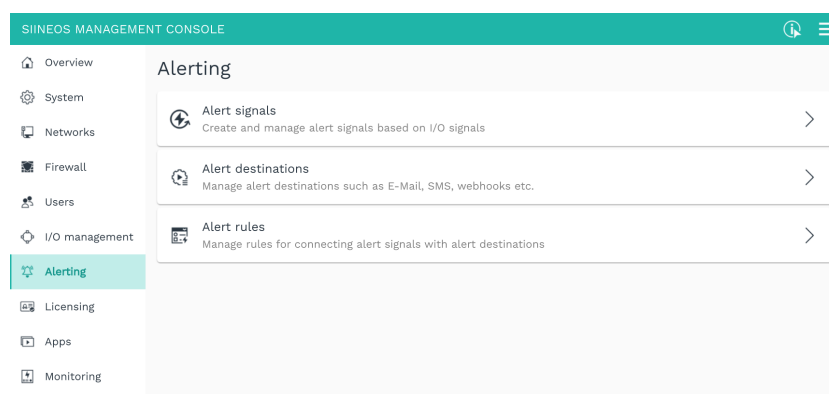 SIINEOS MANAGEMENT CONSOLE
Overview
System
Networks
Firewall
Users
I/O management
Alerting
Licensing
Apps
Monitoring
Alerting
Alert signals
Create and manage alert signals based on I/O signals
Alert destinations
Manage alert destinations such as E-Mail, SMS, webhooks etc.
Alert rules
Manage rules for connecting alert signals with alert destinations